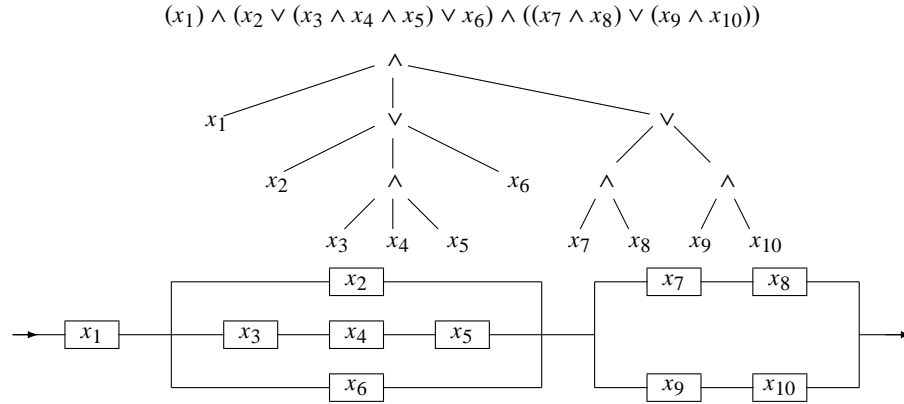 (x₁) ∧ (x₂ ∨ (x₃ ∧ x₄ ∧ x₅) ∨ x₆) ∧ ((x₇ ∧ x₈) ∨ (x₉ ∧ x₁₀))
∧
x₁ ∨ ∨
x₂ ∧ x₆ ∧ ∧
x₃ x₄ x₅ x₇ x₈ x₉ x₁₀
x₂ x₇ x₈
x₁ x₃ x₄ x₅
x₆ x₉ x₁₀